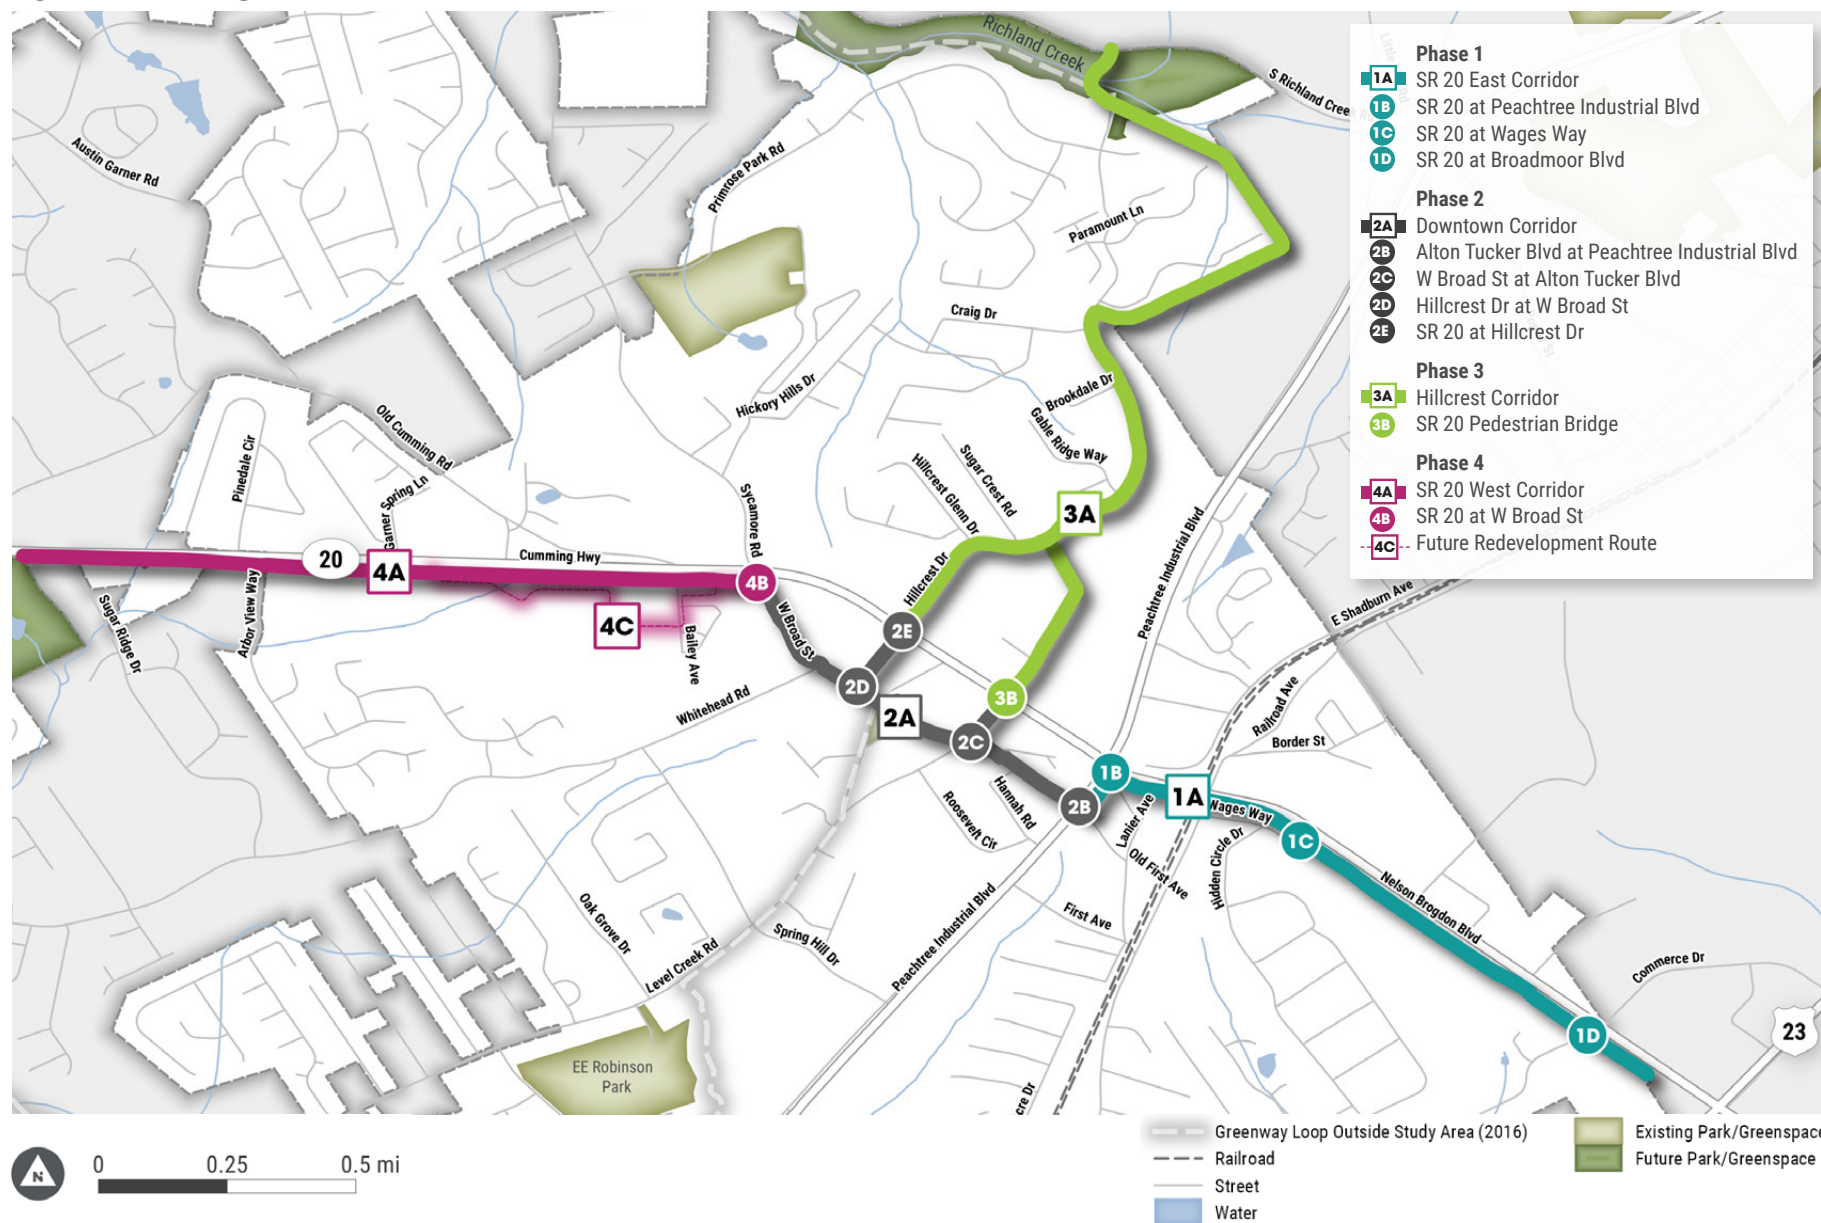 Richland Creek
S Richland Creek
Austin Garner Rd
Primrose Park Rd
Paramount Ln
Craig Dr
Hickory Hills Dr
Brookdale Dr
Gable Ridge Way
Old Cumming Rd
Pinedale Cir
Garner Spring Ln
Sycamore Rd
Hillcrest Glenn Dr
Sugar Crest Rd
3A
Peachtree Industrial Blvd
20
4A
Cumming Hwy
4B
Hillcrest Dr
Sugar Ridge Dr
Arbor View Way
4C
Bailey Ave
W Broad St
2E
E Shadburn Ave
2D
Whitehead Rd
2A
3B
2C
Railroad Ave
Border St
1B
2B
1A
Wages Way
Lanier Ave
1C
Hannah Rd
Roosevelt Cir
Old First Ave
Hidden Circle Dr
Nelson Brogdon Blvd
Oak Grove Dr
First Ave
Spring Hill Dr
Level Creek Rd
Peachtree Industrial Blvd
Commerce Dr
1D
23
EE Robinson
Park
cre Dr
Phase 1
1A SR 20 East Corridor
1B SR 20 at Peachtree Industrial Blvd
1C SR 20 at Wages Way
1D SR 20 at Broadmoor Blvd
Phase 2
2A Downtown Corridor
2B Alton Tucker Blvd at Peachtree Industrial Blvd
2C W Broad St at Alton Tucker Blvd
2D Hillcrest Dr at W Broad St
2E SR 20 at Hillcrest Dr
Phase 3
3A Hillcrest Corridor
3B SR 20 Pedestrian Bridge
Phase 4
4A SR 20 West Corridor
4B SR 20 at W Broad St
4C Future Redevelopment Route
N
0 0.25 0.5 mi
Greenway Loop Outside Study Area (2016)
Railroad
Street
Water
Existing Park/Greenspace
Future Park/Greenspace